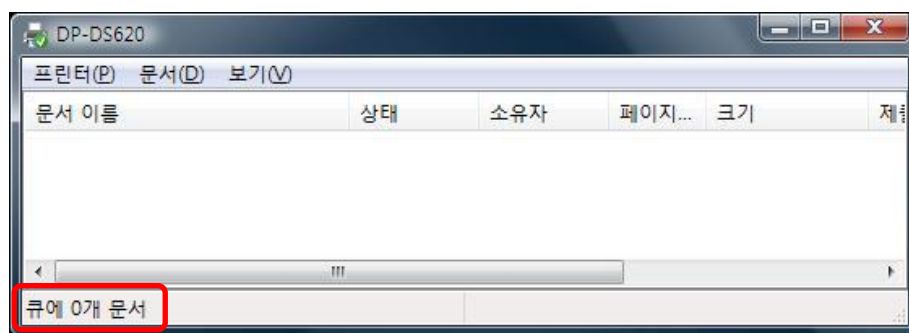 DP-DS620
프린터(P) 문서(D) 보기(V)
문서 이름 상태 소유자 페이지... 크기
큐에 0개 문서